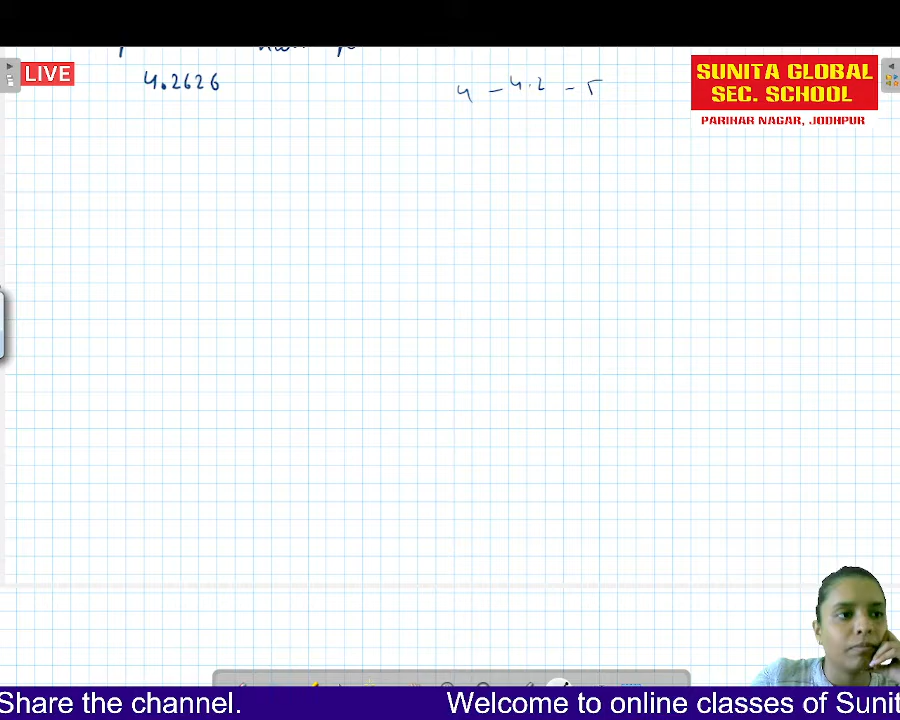 LIVE
4.2626
4 - 4.2 - 5
SUNITA GLOBAL
SEC. SCHOOL
PARIHAR NAGAR, JODHPUR
Share the channel. Welcome to online classes of